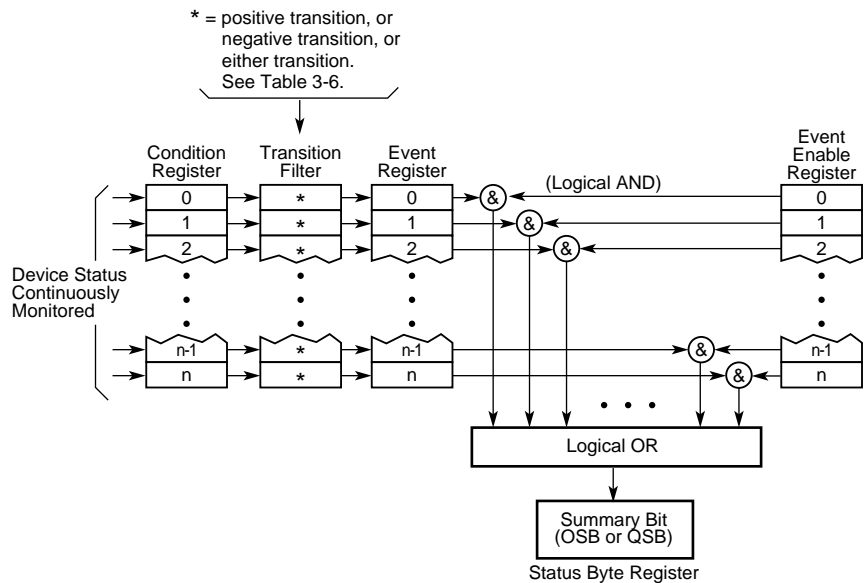 * = positive transition, or
negative transition, or
either transition.
See Table 3-6.
Condition
Register
Transition
Filter
Event
Register
Event
Enable
Register
(Logical AND)
0 * 0 & 0
1 * 1 & 1
2 * 2 & 2
Device Status
Continuously
Monitored
n-1 * n-1 & n-1
n * n & n
Logical OR
Summary Bit
(OSB or QSB)
Status Byte Register